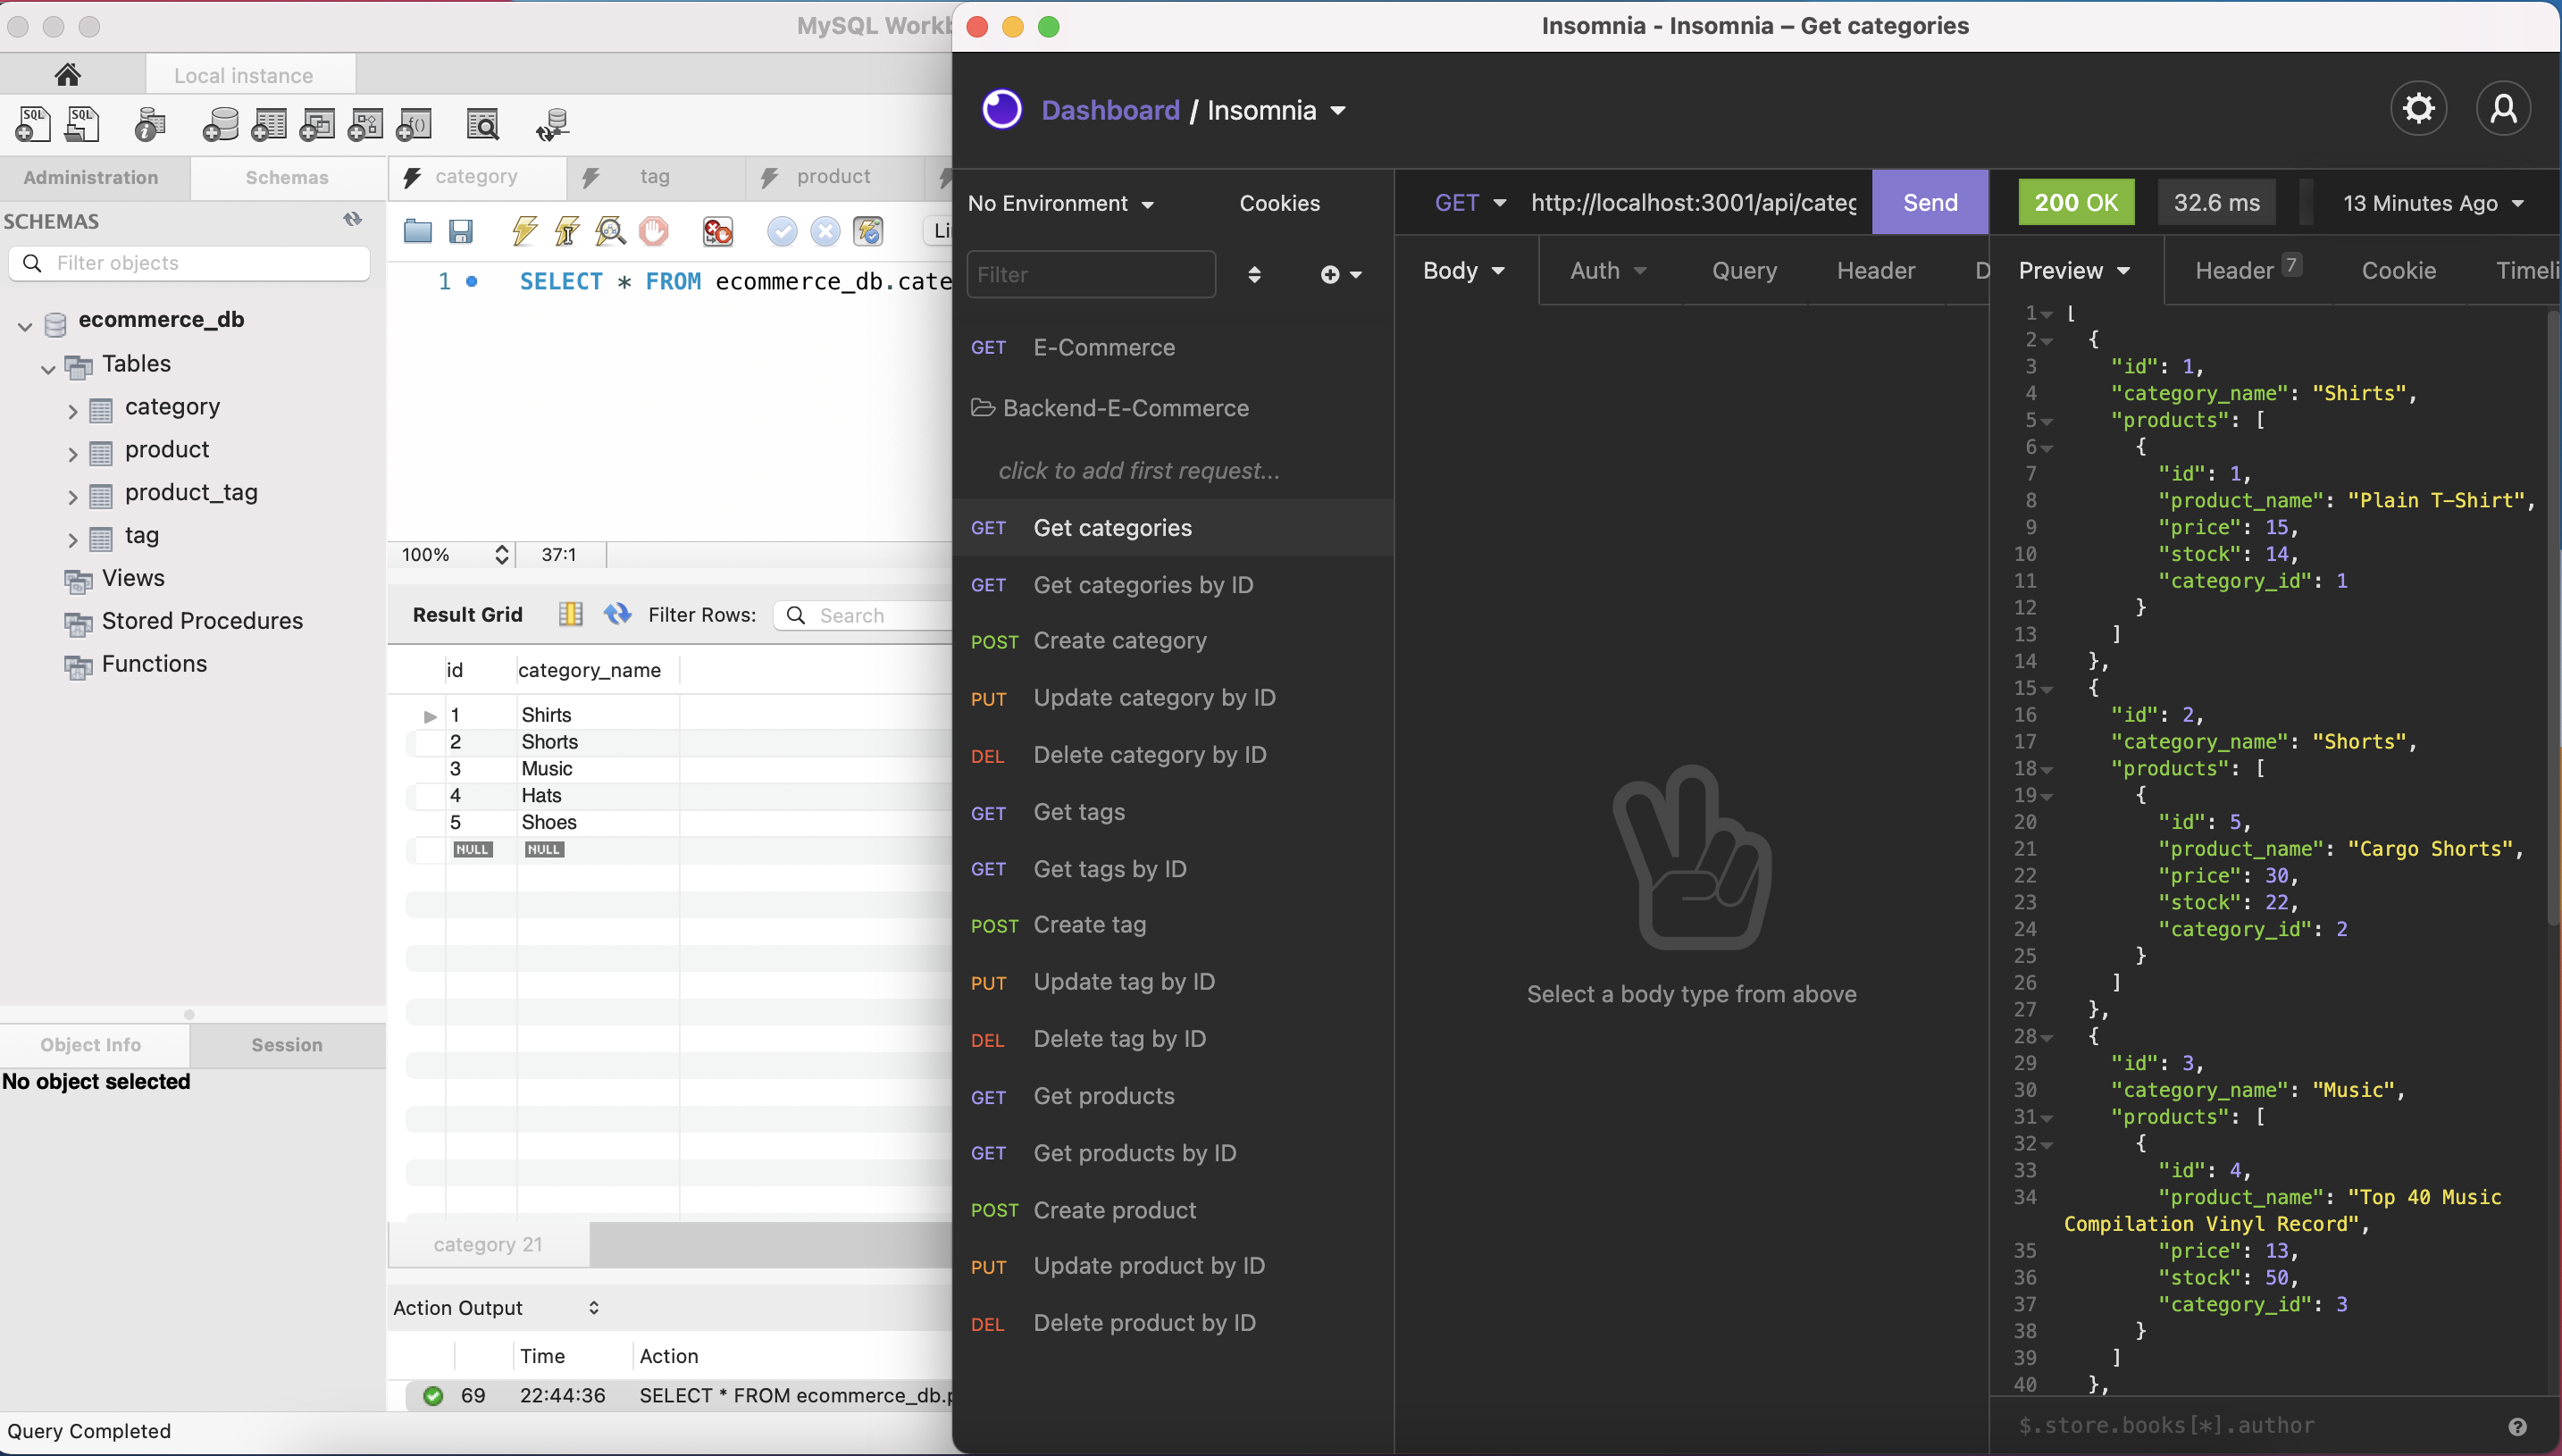 MySQL Workb
Local instance
Administration
Schemas
SCHEMAS
Filter objects
ecommerce_db
Tables
category
product
product_tag
tag
Views
Stored Procedures
Functions
Object Info
Session
No object selected
Query Completed
category
tag
product
Li
1 SELECT * FROM ecommerce_db.cate
100%
37:1
Result Grid
Filter Rows:
Search
id category_name
1 Shirts
2 Shorts
3 Music
4 Hats
5 Shoes
NULL NULL
category 21
Action Output
Time Action
69 22:44:36 SELECT * FROM ecommerce_db.p
Insomnia - Insomnia – Get categories
Dashboard / Insomnia
No Environment
Cookies
Filter
GET E-Commerce
Backend-E-Commerce
click to add first request...
GET Get categories
GET Get categories by ID
POST Create category
PUT Update category by ID
DEL Delete category by ID
GET Get tags
GET Get tags by ID
POST Create tag
PUT Update tag by ID
DEL Delete tag by ID
GET Get products
GET Get products by ID
POST Create product
PUT Update product by ID
DEL Delete product by ID
GET http://localhost:3001/api/categ Send
Body Auth Query Header D
Select a body type from above
200 OK 32.6 ms 13 Minutes Ago
Preview Header 7 Cookie Timeli
1 [
2 {
3 "id": 1,
4 "category_name": "Shirts",
5 "products": [
6 {
7 "id": 1,
8 "product_name": "Plain T-Shirt",
9 "price": 15,
10 "stock": 14,
11 "category_id": 1
12 }
13 ]
14 },
15 {
16 "id": 2,
17 "category_name": "Shorts",
18 "products": [
19 {
20 "id": 5,
21 "product_name": "Cargo Shorts",
22 "price": 30,
23 "stock": 22,
24 "category_id": 2
25 }
26 ]
27 },
28 {
29 "id": 3,
30 "category_name": "Music",
31 "products": [
32 {
33 "id": 4,
34 "product_name": "Top 40 Music
Compilation Vinyl Record",
35 "price": 13,
36 "stock": 50,
37 "category_id": 3
38 }
39 ]
40 },
$.store.books[*].author